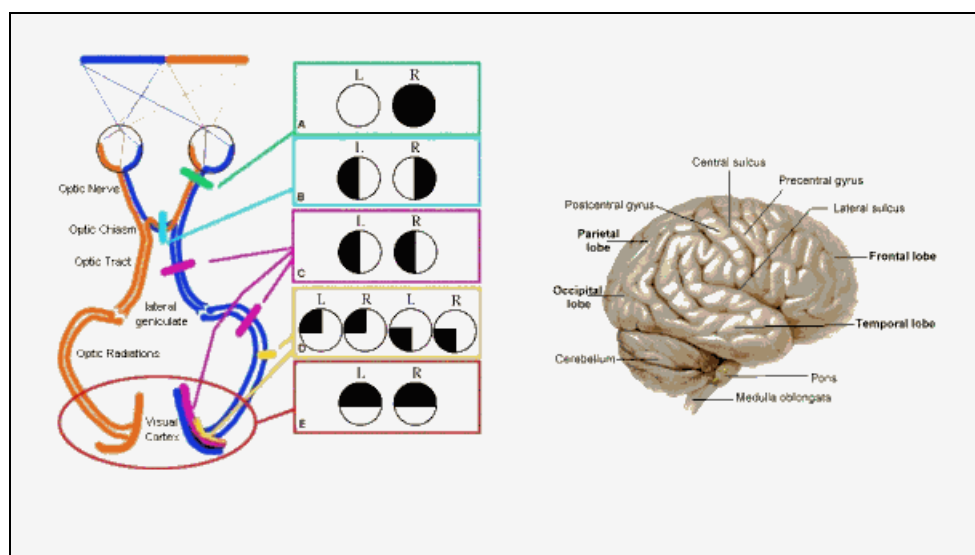 L R
A
L R
B
L R
C
L R L R
D
L R
E
Optic Nerve
Optic Chiasm
Optic Tract
lateral
geniculate
Optic Radiations
Visual
Cortex
Central sulcus
Precentral gyrus
Postcentral gyrus
Lateral sulcus
Parietal
lobe
Frontal lobe
Occipital
lobe
Temporal lobe
Cerebellum
Pons
Medulla oblongata